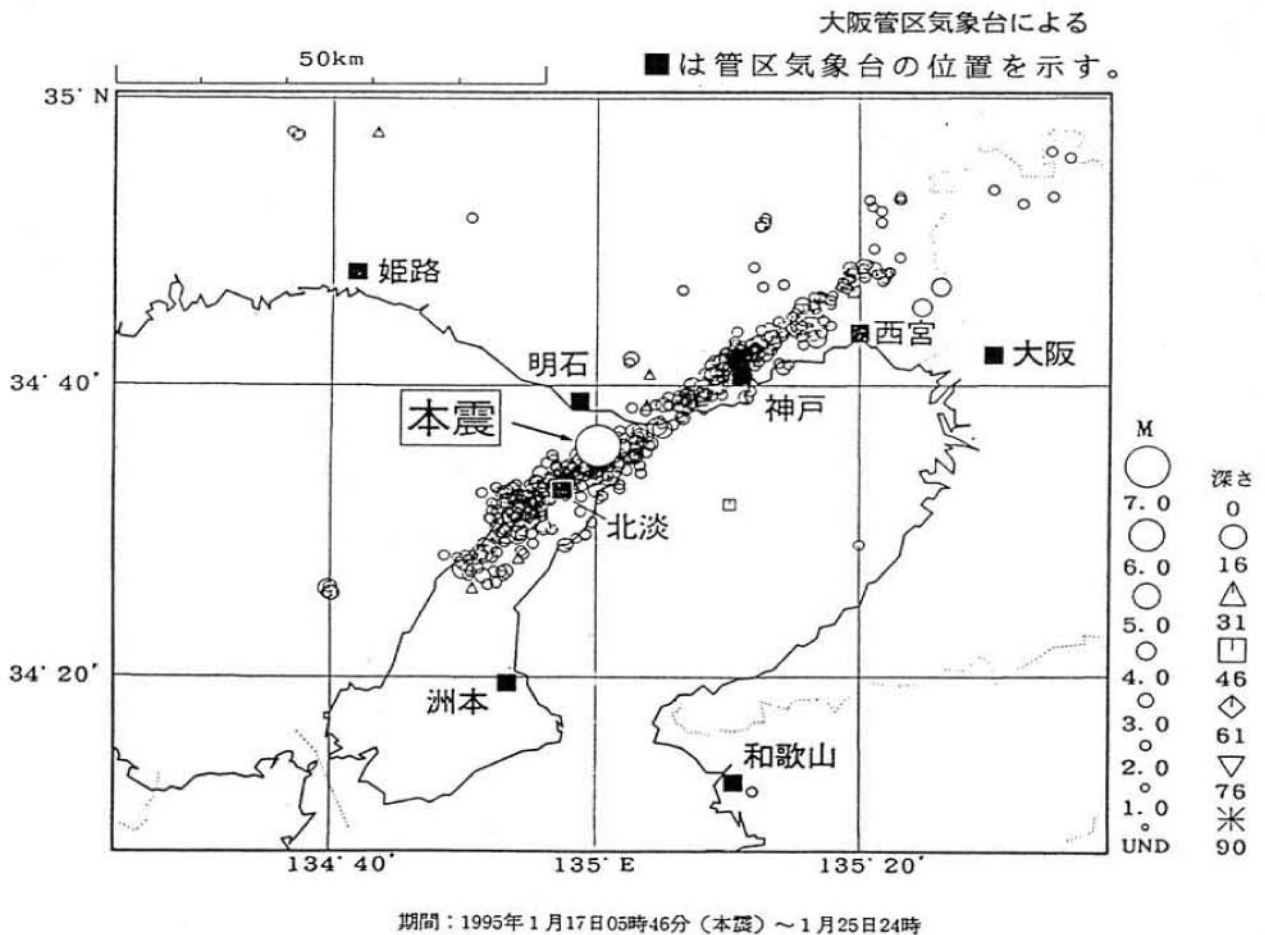 大阪管区気象台による
50km
■は管区気象台の位置を示す。
35° N
姫路
西宮
大阪
明石
34° 40′
神戸
本震
M
7.0
6.0
5.0
4.0
3.0
2.0
1.0
UND
深さ
0
16
31
46
61
76
90
北淡
34° 20′
洲本
和歌山
134° 40′
135° E
135° 20′
期間：1995年1月17日05時46分（本震）～1月25日24時